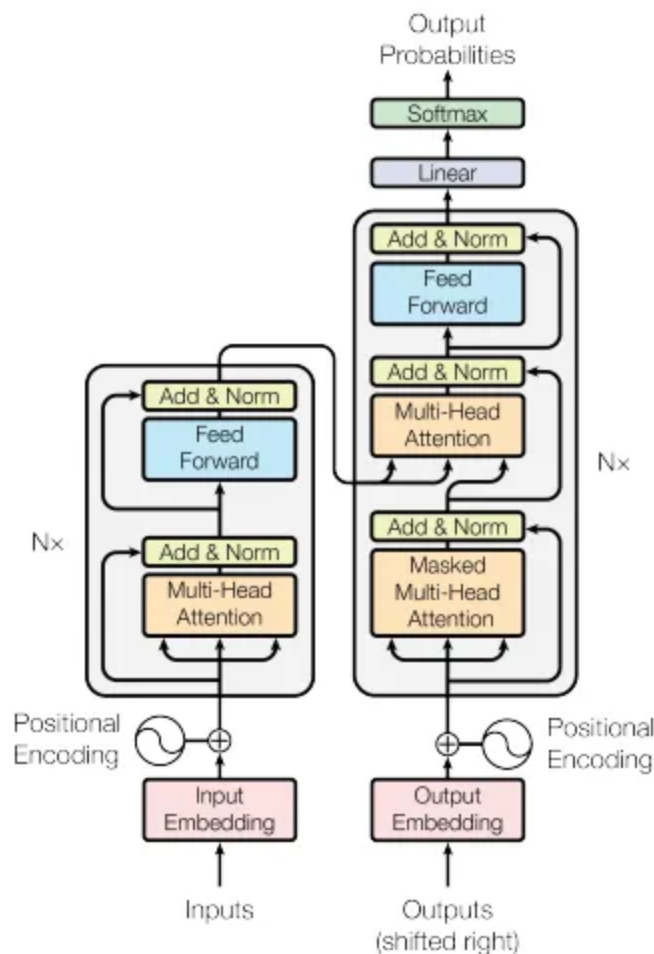 Output
Probabilities
Softmax
Linear
Add & Norm
Feed
Forward
Add & Norm
Multi-Head
Attention
Add & Norm
Masked
Multi-Head
Attention
Nx
Add & Norm
Feed
Forward
Add & Norm
Multi-Head
Attention
Nx
Positional
Encoding
Positional
Encoding
Input
Embedding
Output
Embedding
Inputs
Outputs
(shifted right)